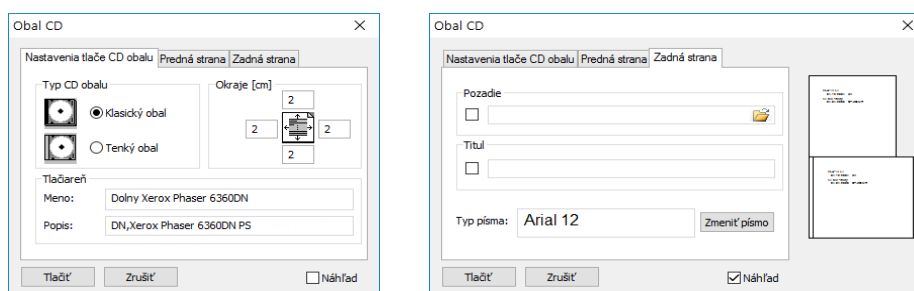 Obal CD
Nastavenia tlače CD obalu Predná strana Zadná strana
Typ CD obalu
Klasický obal
Tenký obal
Okraje [cm]
2
2 2
2
Tlačiareň
Meno: Dolny Xerox Phaser 6360DN
Popis: DN,Xerox Phaser 6360DN PS
Tlačiť Zrušiť Náhľad
Obal CD
Nastavenia tlače CD obalu Predná strana Zadná strana
Pozadie
Titul
Typ písma: Arial 12 Zmeniť písmo
Tlačiť Zrušiť Náhľad